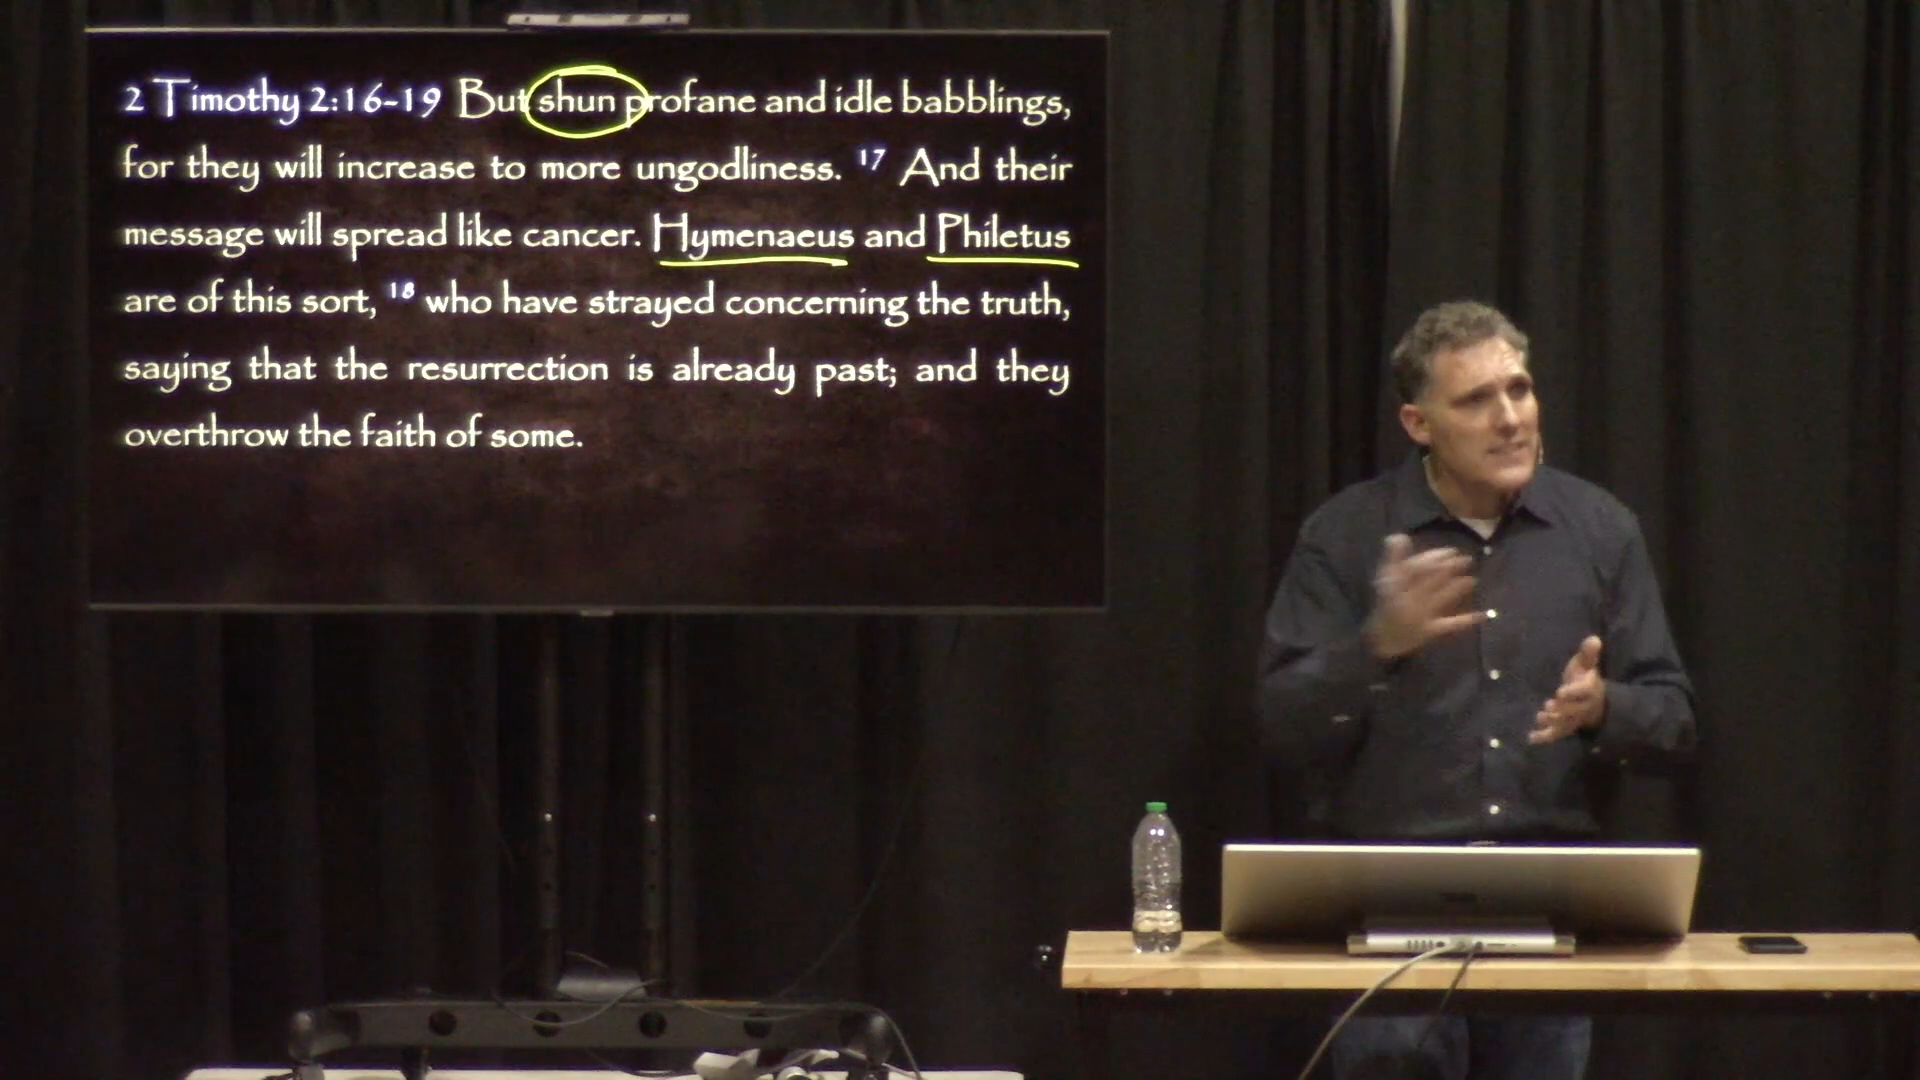 2 Timothy 2:16-19 But shun profane and idle babblings,
for they will increase to more ungodliness. 17 And their
message will spread like cancer. Hymenaeus and Philetus
are of this sort, 18 who have strayed concerning the truth,
saying that the resurrection is already past; and they
overthrow the faith of some.